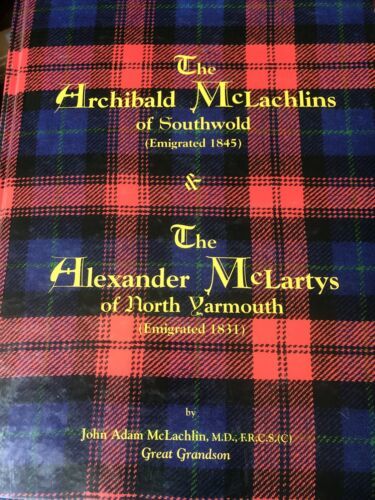 The
Archibald McLachlins
of Southwold
(Emigrated 1845)
&
The
Alexander McLartys
of North Yarmouth
(Emigrated 1831)
by
John Adam McLachlin, M.D., F.R.C.S.(C)
Great Grandson